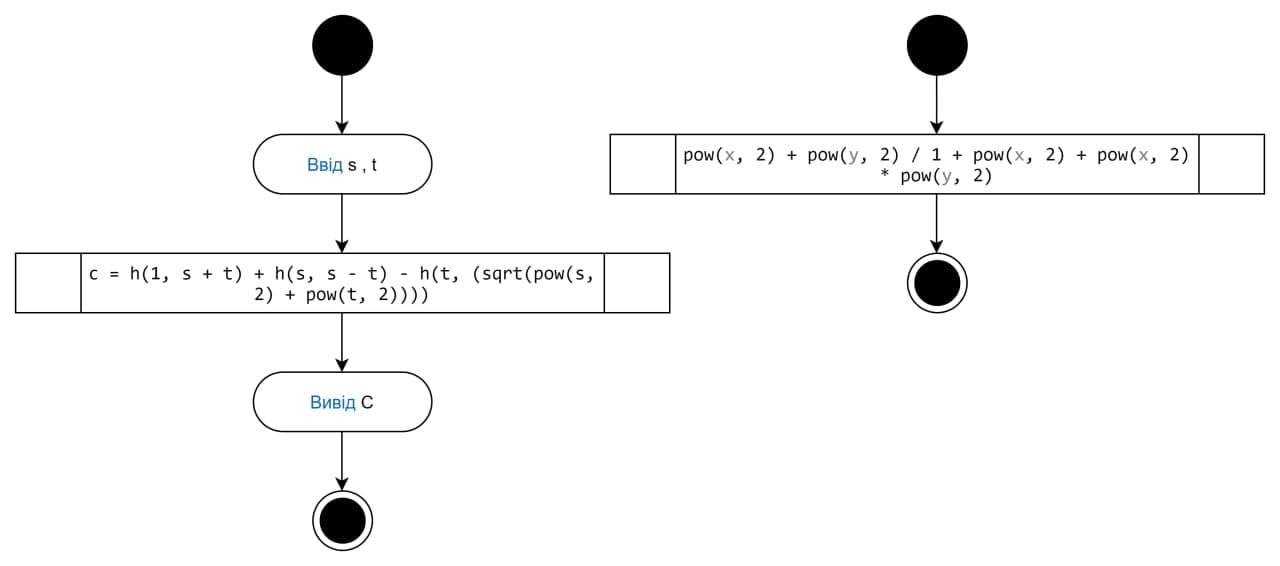 Ввід s , t
c = h(1, s + t) + h(s, s - t) - h(t, (sqrt(pow(s,
2) + pow(t, 2))))
Вивід C
pow(x, 2) + pow(y, 2) / 1 + pow(x, 2) + pow(x, 2)
* pow(y, 2)